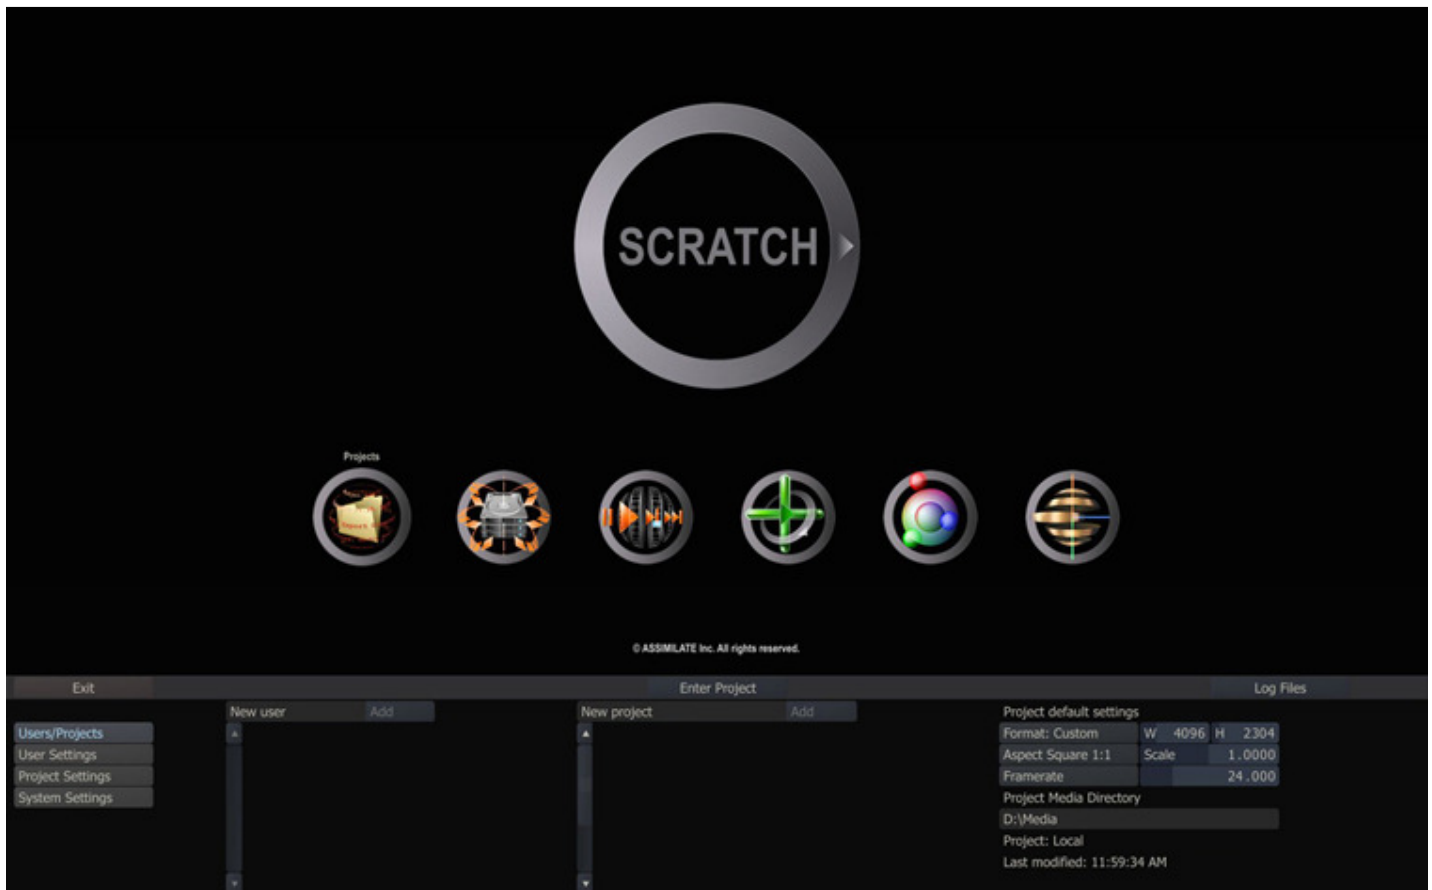 SCRATCH
Projects
© ASSIMILATE Inc. All rights reserved.
Exit Enter Project Log Files
New user Add New project Add Project default settings
Users/Projects Format: Custom W 4096 H 2304
User Settings Aspect Square 1:1 Scale 1.0000
Project Settings Framerate 24.000
System Settings Project Media Directory
D:\Media
Project: Local
Last modified: 11:59:34 AM